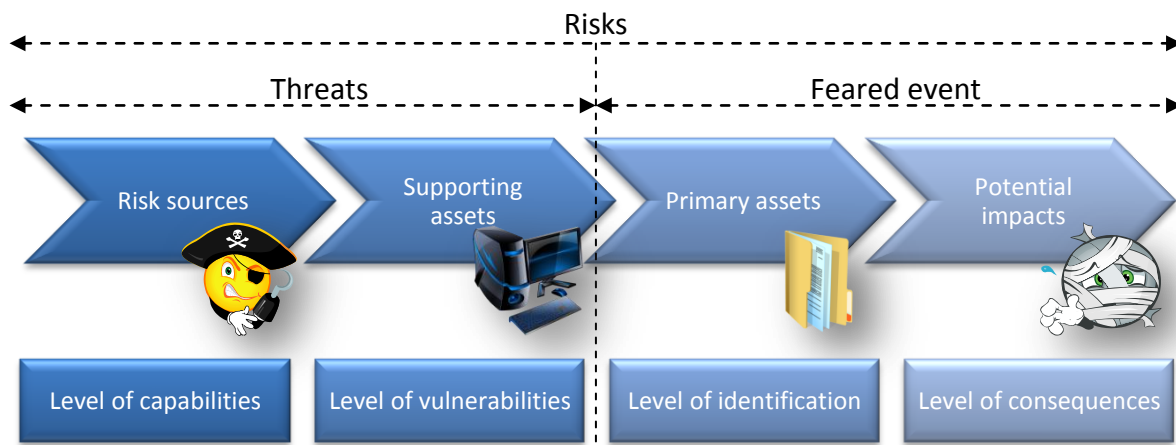 Risks
Threats
Feared event
Risk sources
Supporting
assets
Primary assets
Potential
impacts
Level of capabilities
Level of vulnerabilities
Level of identification
Level of consequences